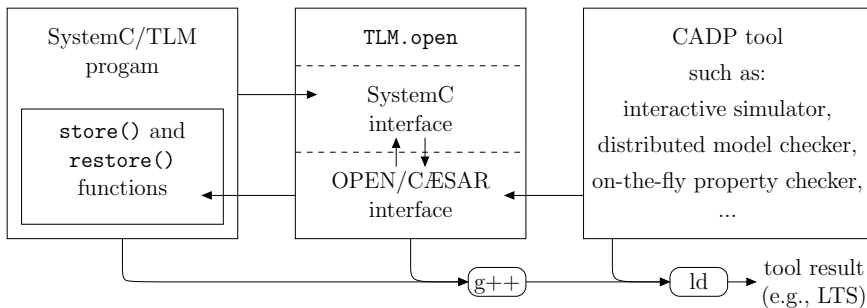 SystemC/TLM
progam
store() and
restore()
functions
TLM.open
SystemC
interface
OPEN/CÆSAR
interface
CADP tool
such as:
interactive simulator,
distributed model checker,
on-the-fly property checker,
...
g++
ld
tool result
(e.g., LTS)